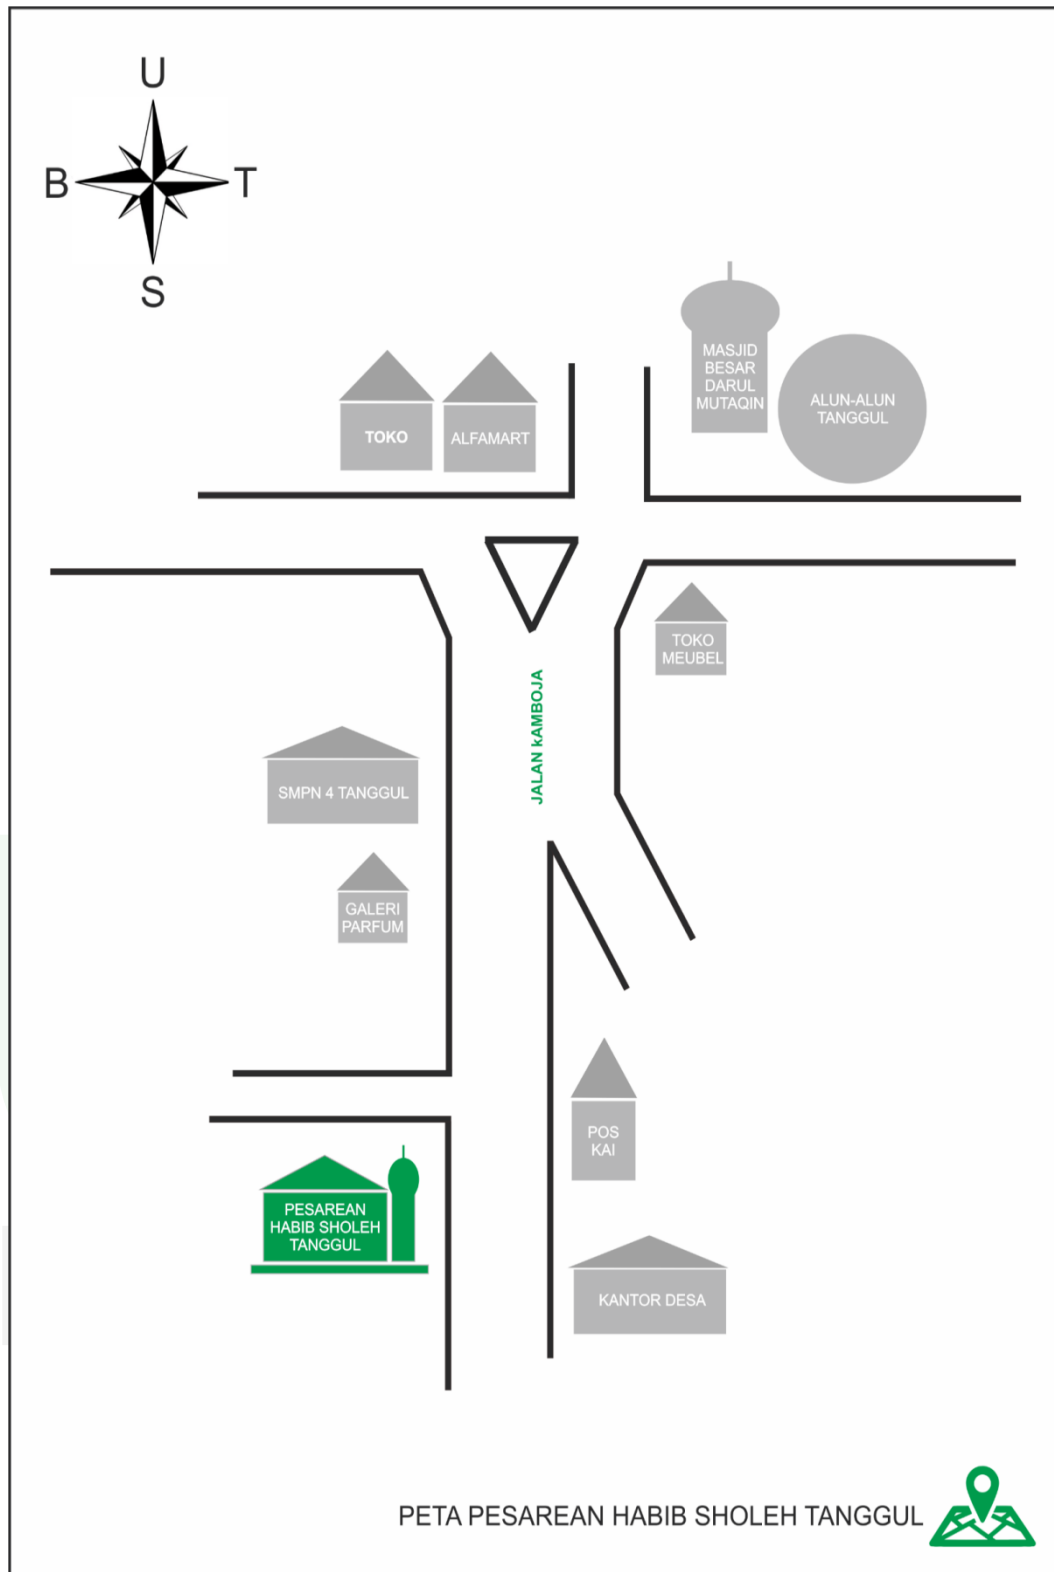 U
B
T
S
MASJID
BESAR
DARUL
MUTAQIN
ALUN-ALUN
TANGGUL
TOKO
ALFAMART
TOKO
MEUBEL
JALAN kAMBOJA
SMPN 4 TANGGUL
GALERI
PARFUM
POS
KAI
PESAREAN
HABIB SHOLEH
TANGGUL
KANTOR DESA
PETA PESAREAN HABIB SHOLEH TANGGUL